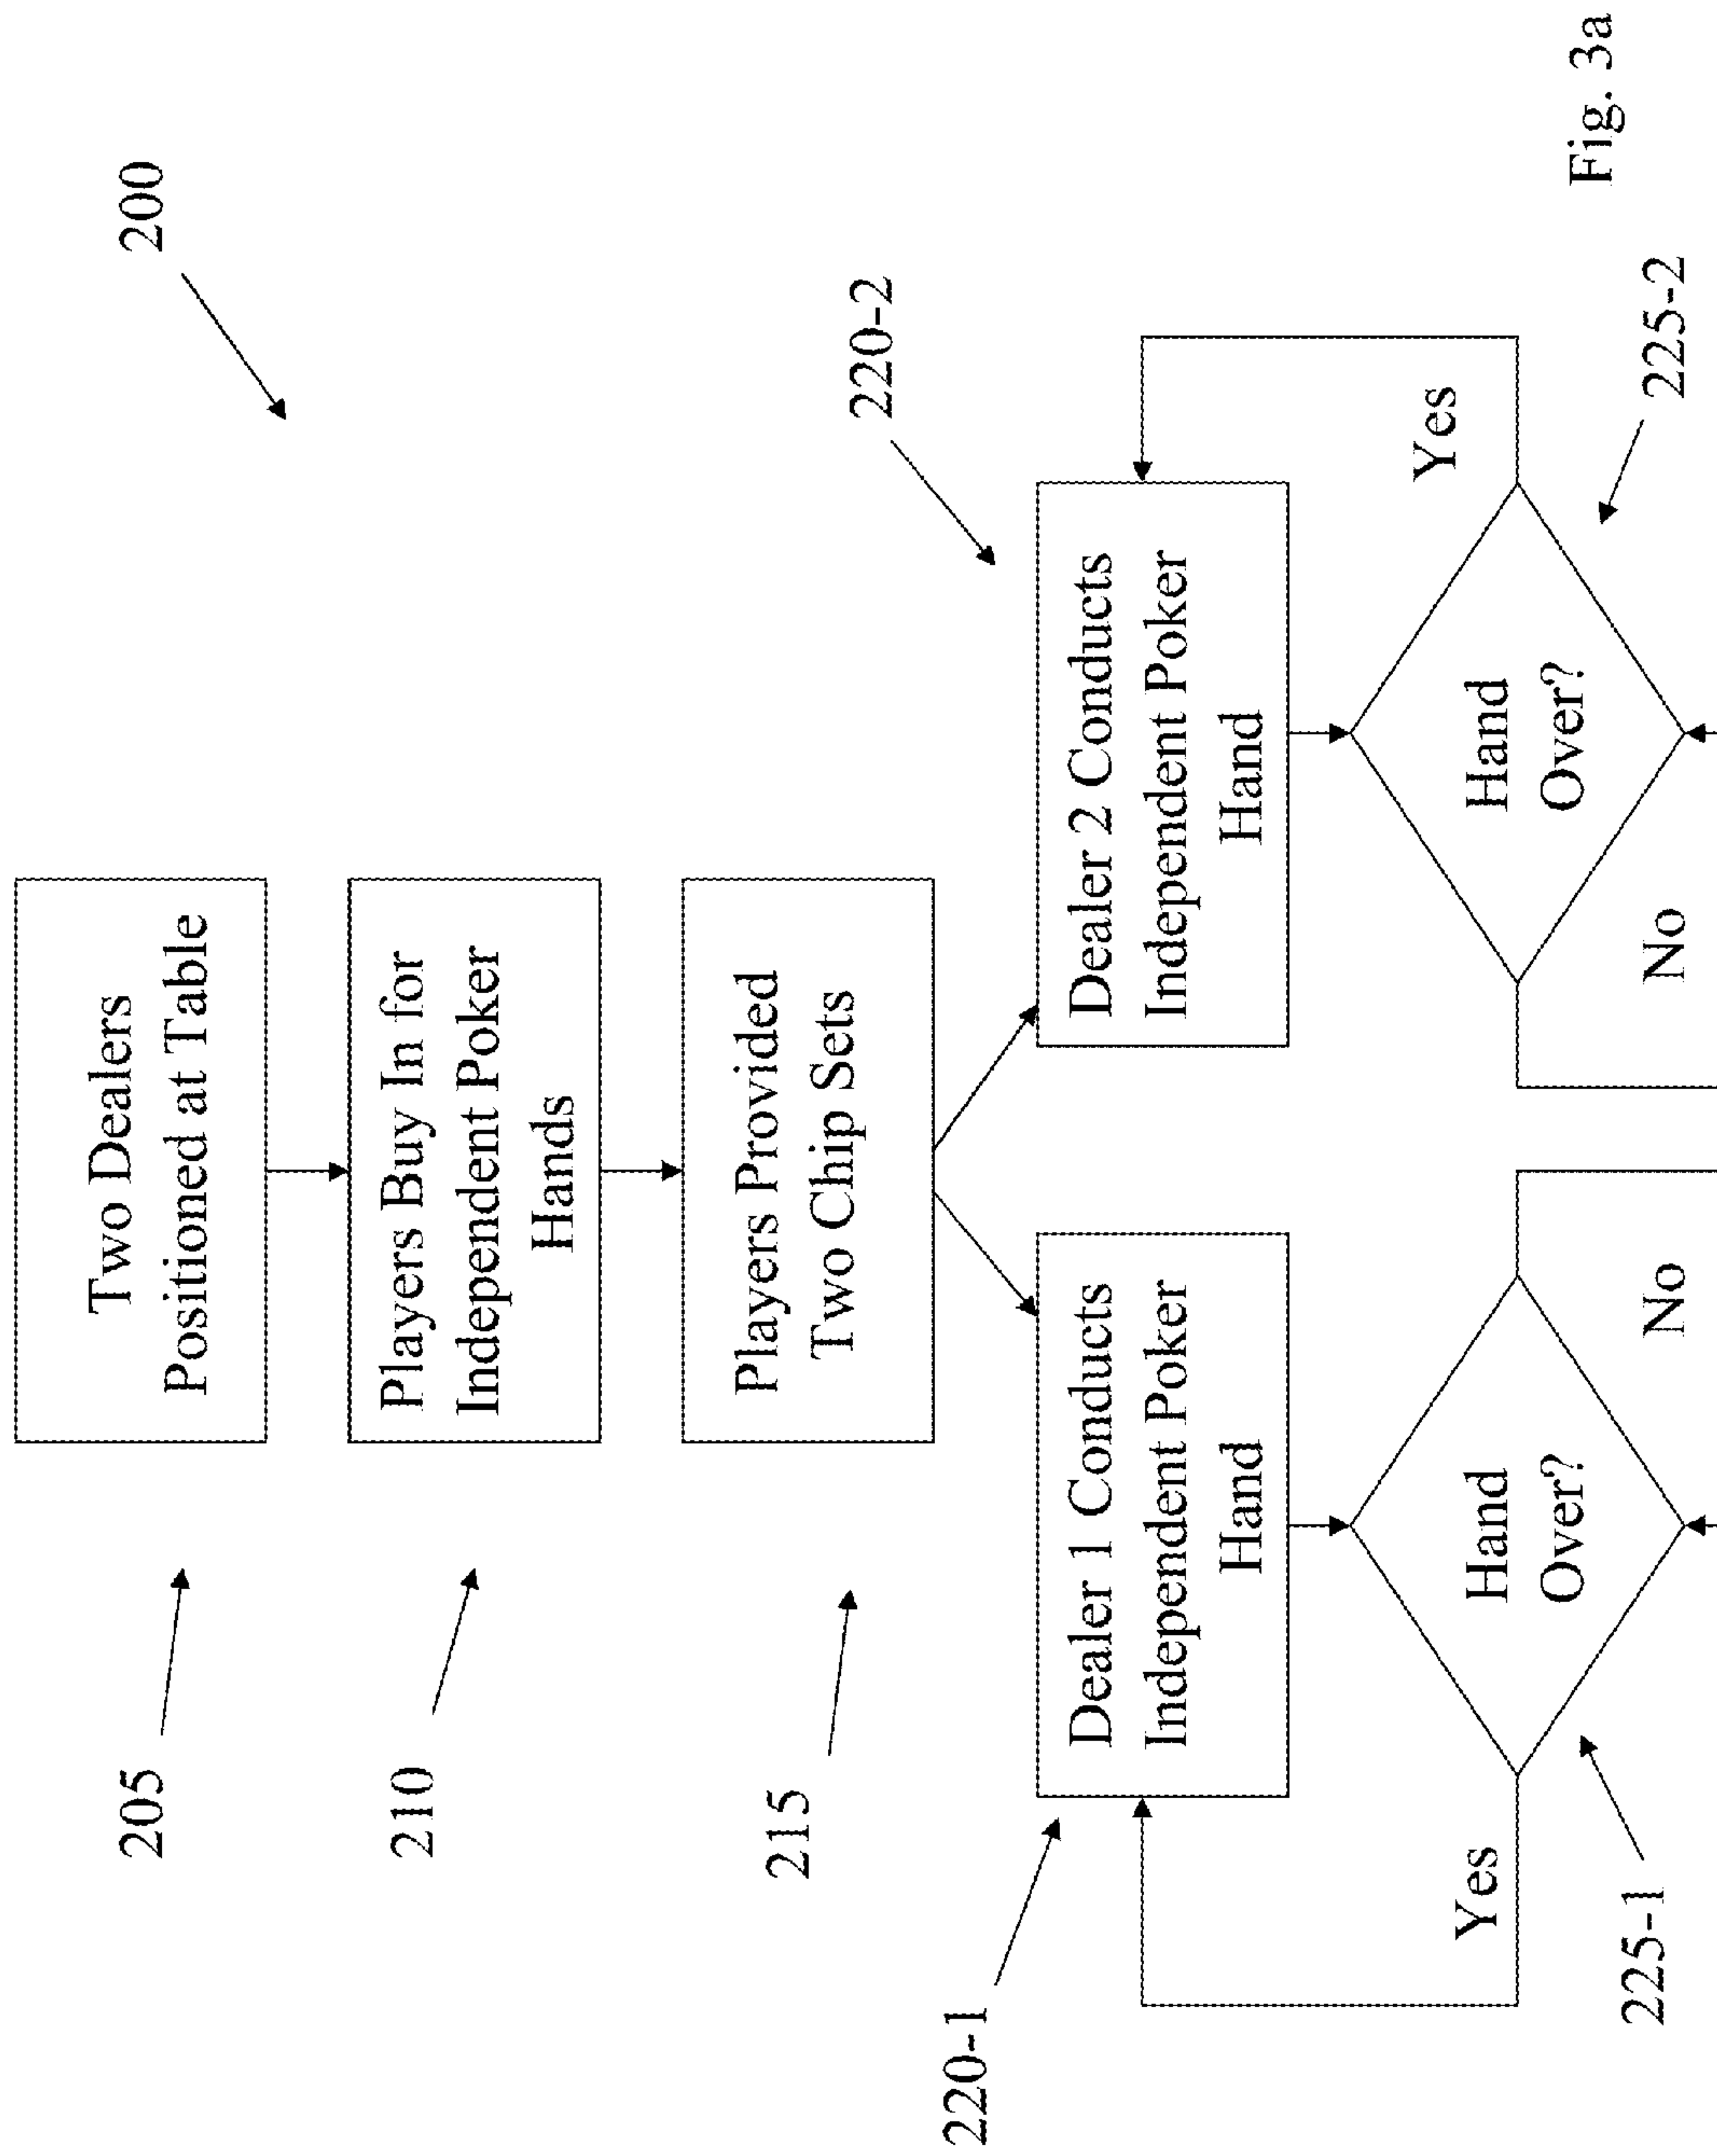 200
205
Two Dealers
Positioned at Table
210
Players Buy In for
Independent Poker
Hands
215
Players Provided
Two Chip Sets
220-1
Dealer 1 Conducts
Independent Poker
Hand
220-2
Dealer 2 Conducts
Independent Poker
Hand
Yes
Hand
Over?
No
225-1
Yes
Hand
Over?
No
225-2
Fig. 3a